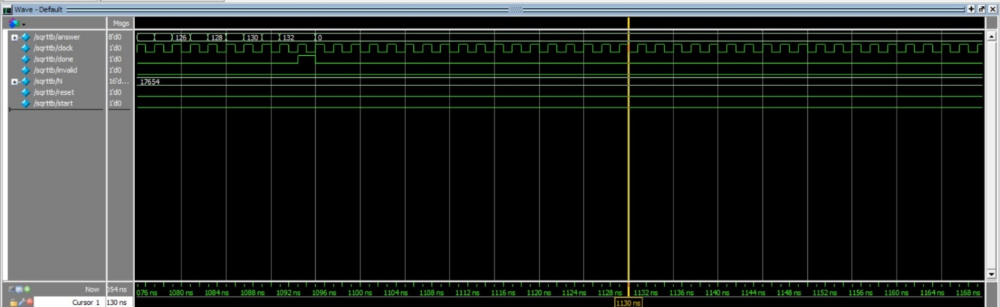 Wave - Default
Msgs
/sqrttb/answer 8'd0 126 128 130 132 0
/sqrttb/clock 1'd0
/sqrttb/done 1'd0
/sqrttb/invalid 1'd0
/sqrttb/N 16'd... 17654
/sqrttb/reset 1'd0
/sqrttb/start 1'd0
Now 054 ns 076 ns 1080 ns 1084 ns 1088 ns 1092 ns 1096 ns 1100 ns 1104 ns 1108 ns 1112 ns 1116 ns 1120 ns 1124 ns 1128 ns 1132 ns 1136 ns 1140 ns 1144 ns 1148 ns 1152 ns 1156 ns 1160 ns 1164 ns 1168 ns
Cursor 1 130 ns 1130 ns